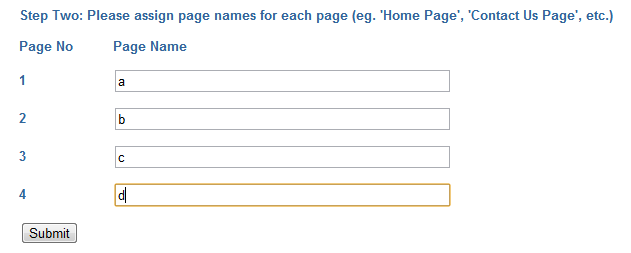 Step Two: Please assign page names for each page (eg. 'Home Page', 'Contact Us Page', etc.)
Page No Page Name
1 a
2 b
3 c
4 d
Submit